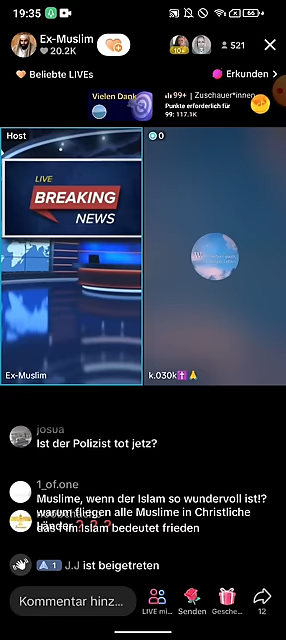 19:35
66
Ex-Muslim
20.2K
10
521
Beliebte LIVEs
Erkunden >
Vielen Dank
99+ | Zuschauer*innen
Punkte erforderlich für
99: 117.1K
Host
0
LIVE
BREAKING
NEWS
Ex-Muslim
k.030k
josua
Ist der Polizist tot jetz?
1_of.one
Muslime, wenn der Islam so wundervoll ist!?
warum fliegen alle Muslime in Christliche
Länder ? ? ?
islam bedeutet frieden
A 1 J.J ist beigetreten
Kommentar hinz...
LIVE mi...
Senden
Gesche...
12